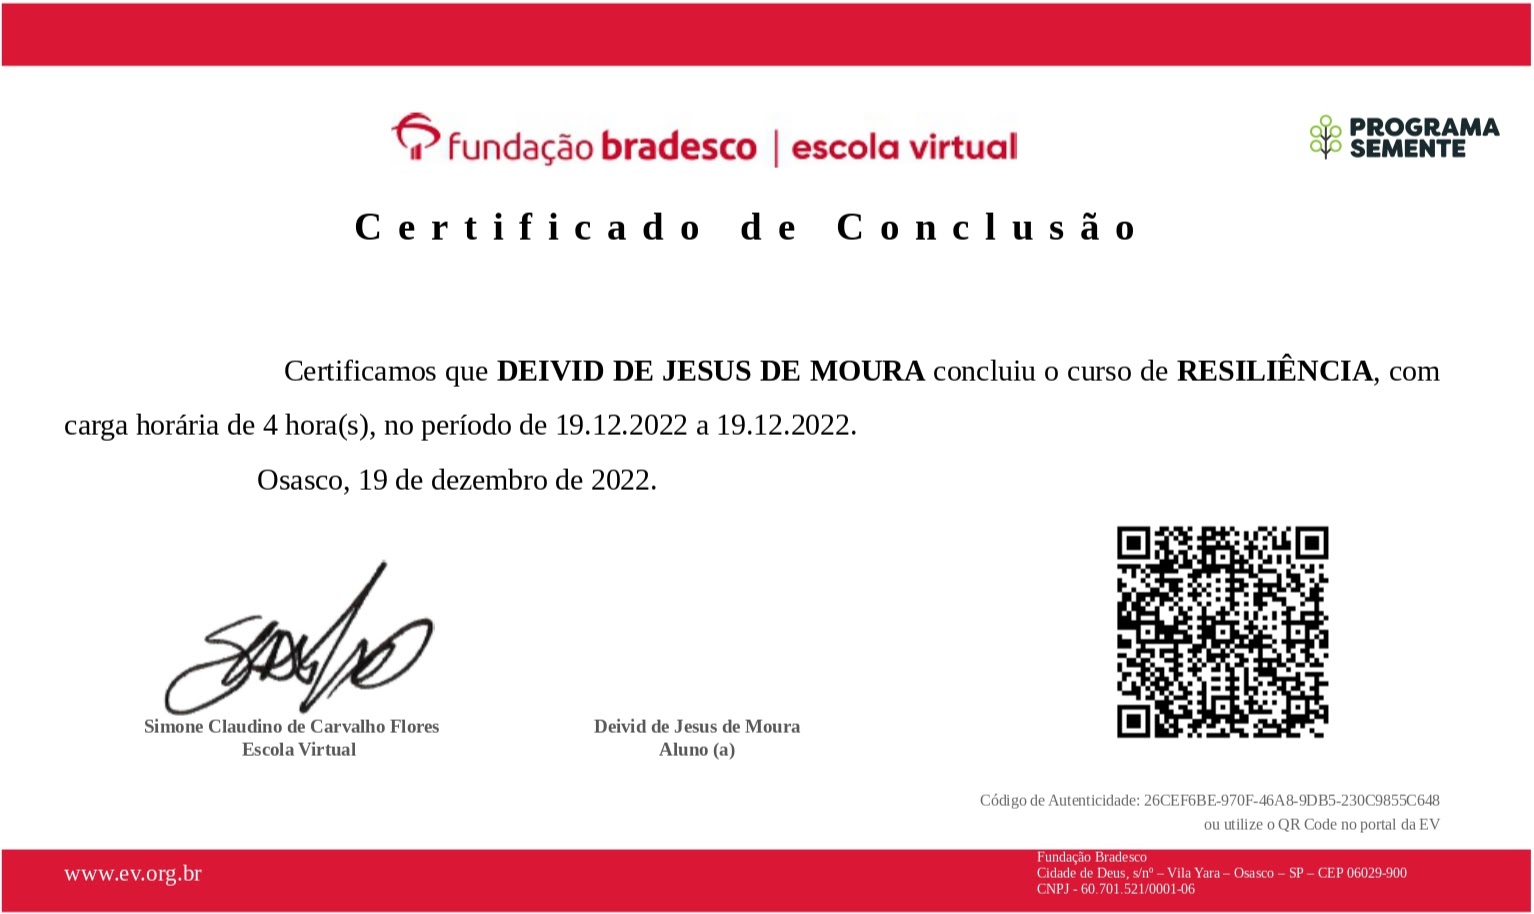 fundação bradesco | escola virtual
PROGRAMA
SEMENTE
Certificado de Conclusão
Certificamos que DEIVID DE JESUS DE MOURA concluiu o curso de RESILIÊNCIA, com
carga horária de 4 hora(s), no período de 19.12.2022 a 19.12.2022.
Osasco, 19 de dezembro de 2022.
Simone Claudino de Carvalho Flores
Escola Virtual
Deivid de Jesus de Moura
Aluno (a)
Código de Autenticidade: 26CEF6BE-970F-46A8-9DB5-230C9855C648
ou utilize o QR Code no portal da EV
www.ev.org.br
Fundação Bradesco
Cidade de Deus, s/nº – Vila Yara – Osasco – SP – CEP 06029-900
CNPJ - 60.701.521/0001-06